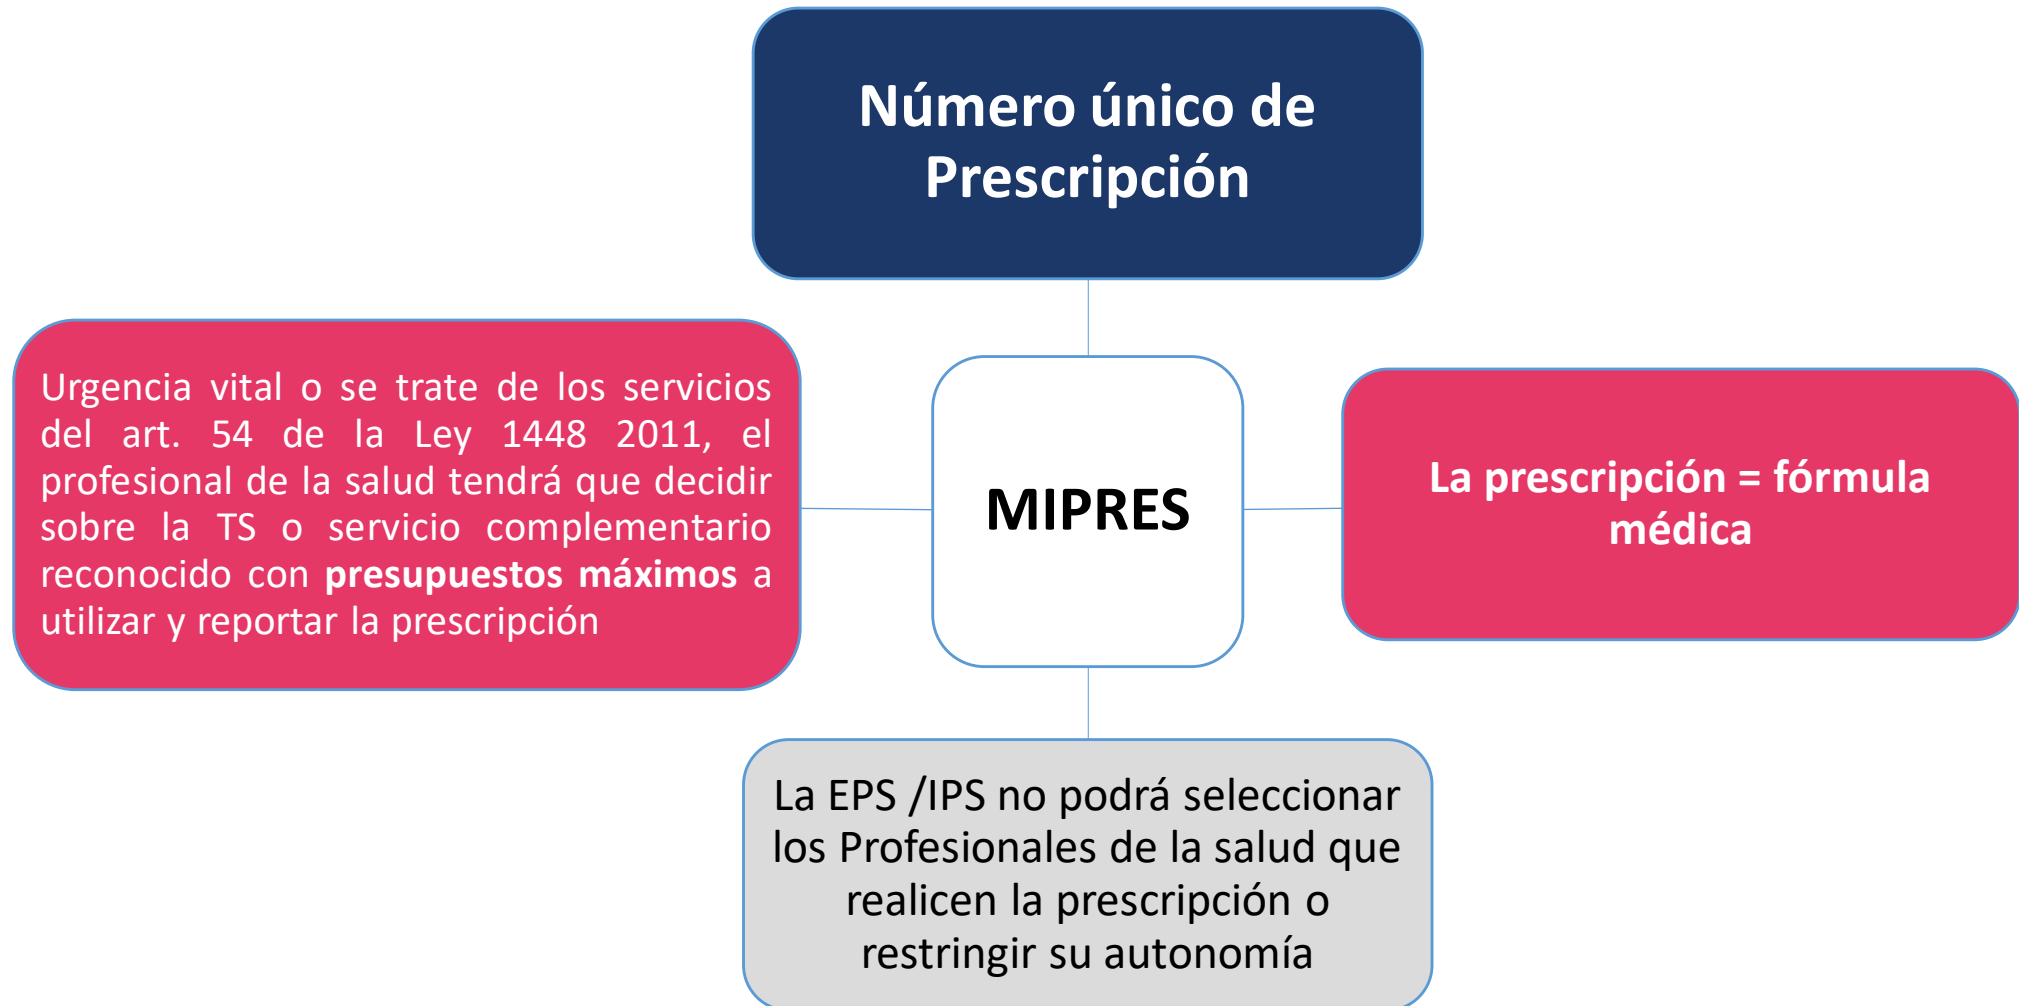 Número único de
Prescripción
Urgencia vital o se trate de los servicios
del art. 54 de la Ley 1448 2011, el
profesional de la salud tendrá que decidir
sobre la TS o servicio complementario
reconocido con presupuestos máximos a
utilizar y reportar la prescripción
MIPRES
La prescripción = fórmula
médica
La EPS /IPS no podrá seleccionar
los Profesionales de la salud que
realicen la prescripción o
restringir su autonomía